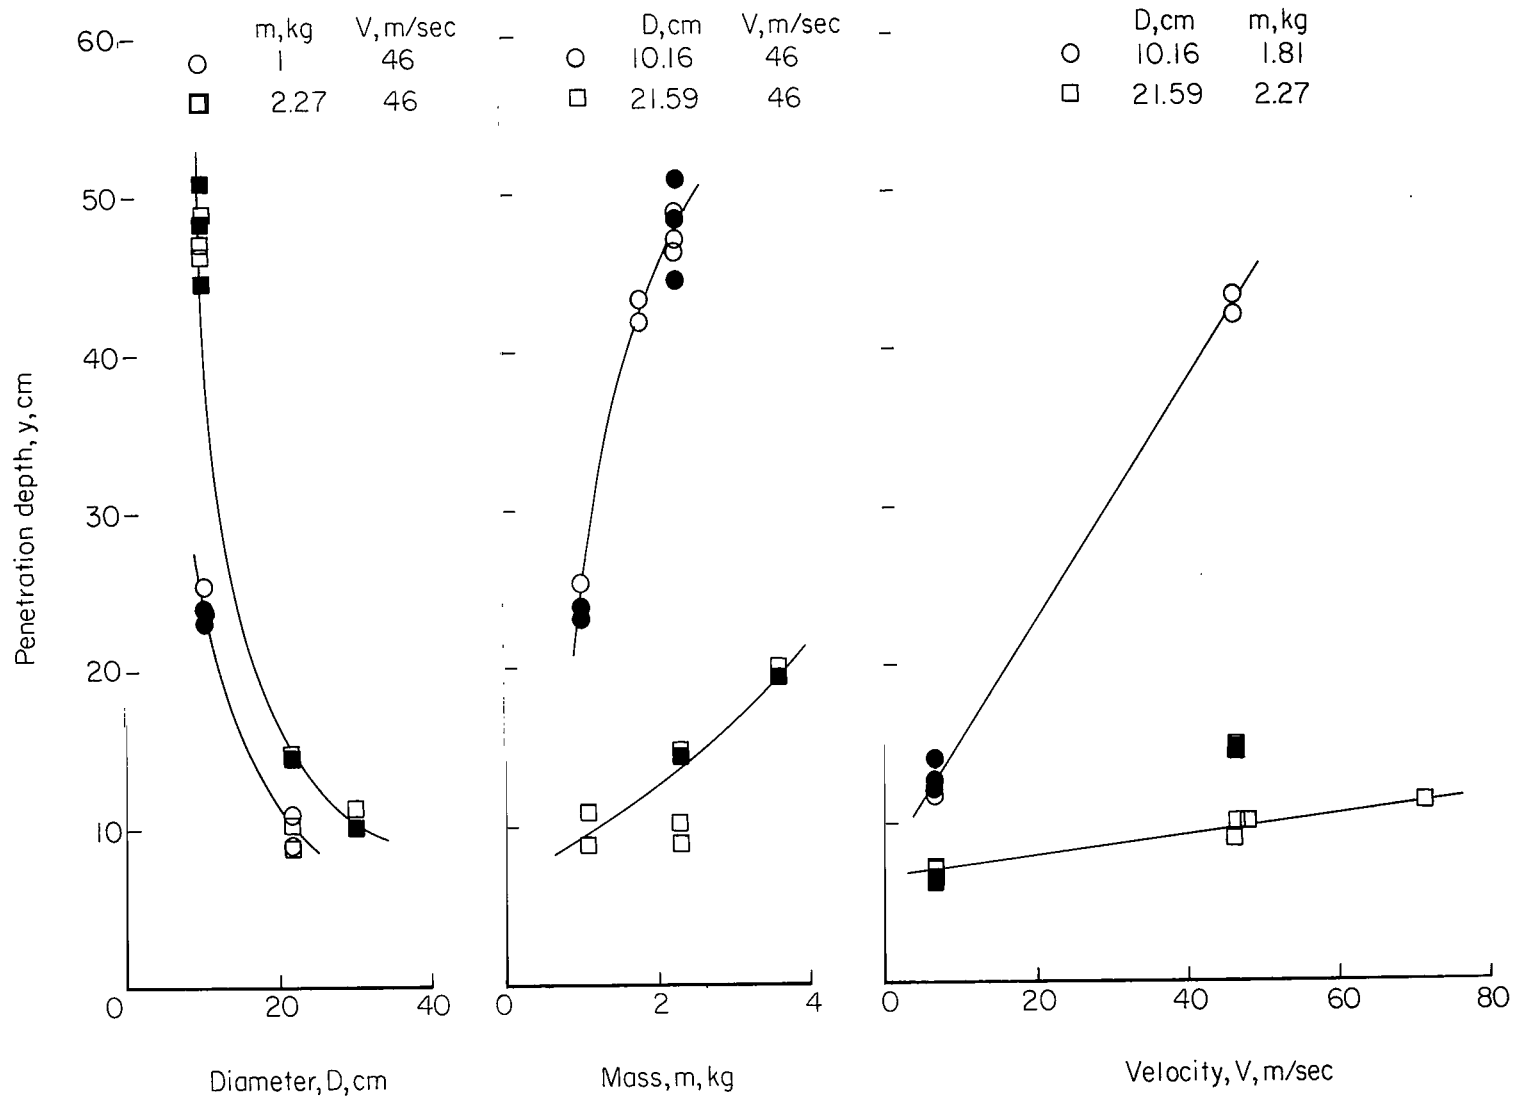 m,kg V,m/sec
1 46
2.27 46
D,cm V,m/sec
10.16 46
21.59 46
D,cm m,kg
10.16 1.81
21.59 2.27
60
50
40
30
20
10
Penetration depth, y, cm
0 20 40
Diameter, D, cm
0 2 4
Mass, m, kg
0 20 40 60 80
Velocity, V, m/sec